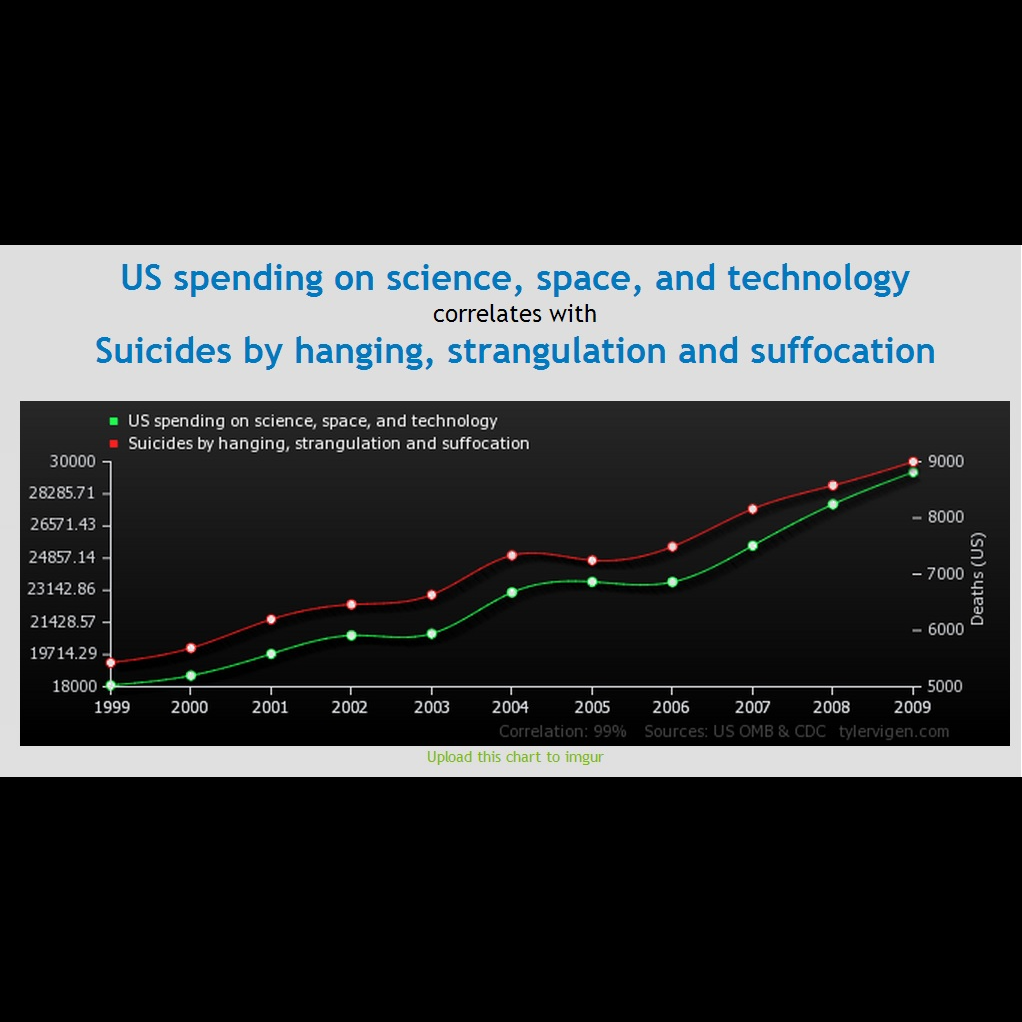 US spending on science, space, and technology
correlates with
Suicides by hanging, strangulation and suffocation
US spending on science, space, and technology
Suicides by hanging, strangulation and suffocation
30000
28285.71
26571.43
24857.14
23142.86
21428.57
19714.29
18000
9000
8000
7000
6000
5000
Deaths (US)
1999 2000 2001 2002 2003 2004 2005 2006 2007 2008 2009
Correlation: 99% Sources: US OMB & CDC tylervigen.com
Upload this chart to imgur